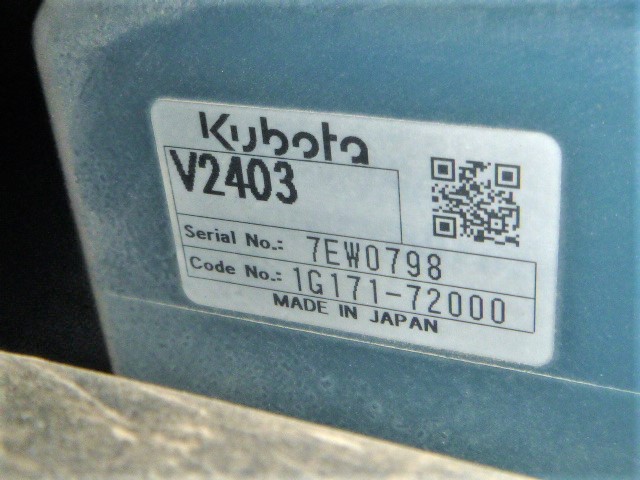 Kubota
V2403
Serial No.: 7EW0798
Code No.: 1G171-72000
MADE IN JAPAN